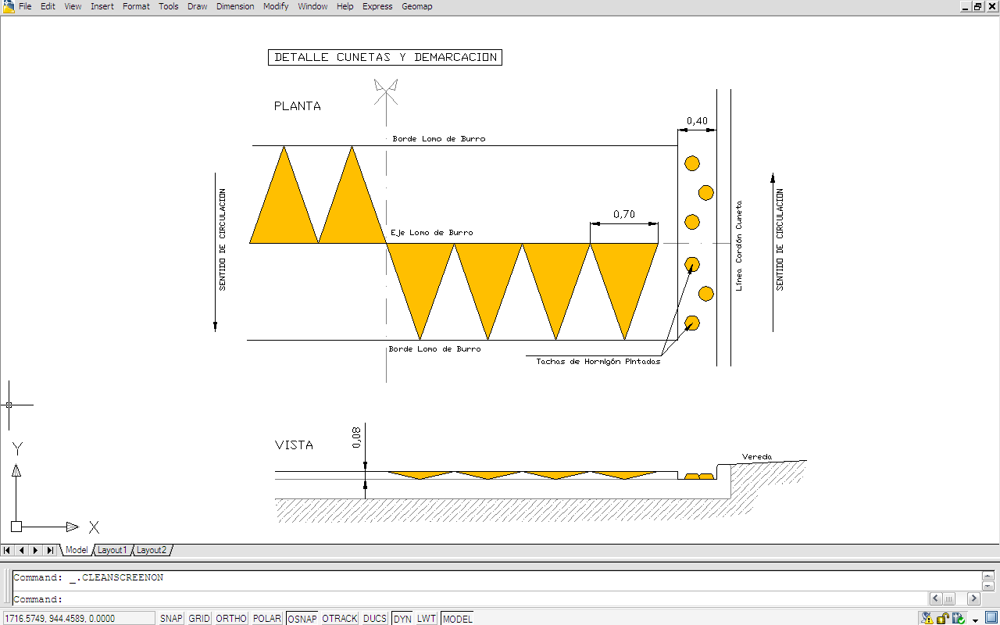 File Edit View Insert Format Tools Draw Dimension Modify Window Help Express Geomap
DETALLE CUNETAS Y DEMARCACION
PLANTA
0,40
Borde Lomo de Burro
SENTIDO DE CIRCULACION
0,70
Eje Lomo de Burro
Línea Cordón Cuneta
SENTIDO DE CIRCULACION
Borde Lomo de Burro
Tachas de Hormigón Pintadas
VISTA
0,08
Vereda
Y
X
Model Layout1 Layout2
Command: _.CLEANSCREENON
Command:
1716.5749, 944.4589, 0.0000 SNAP GRID ORTHO POLAR OSNAP OTRACK DUCS DYN LWT MODEL